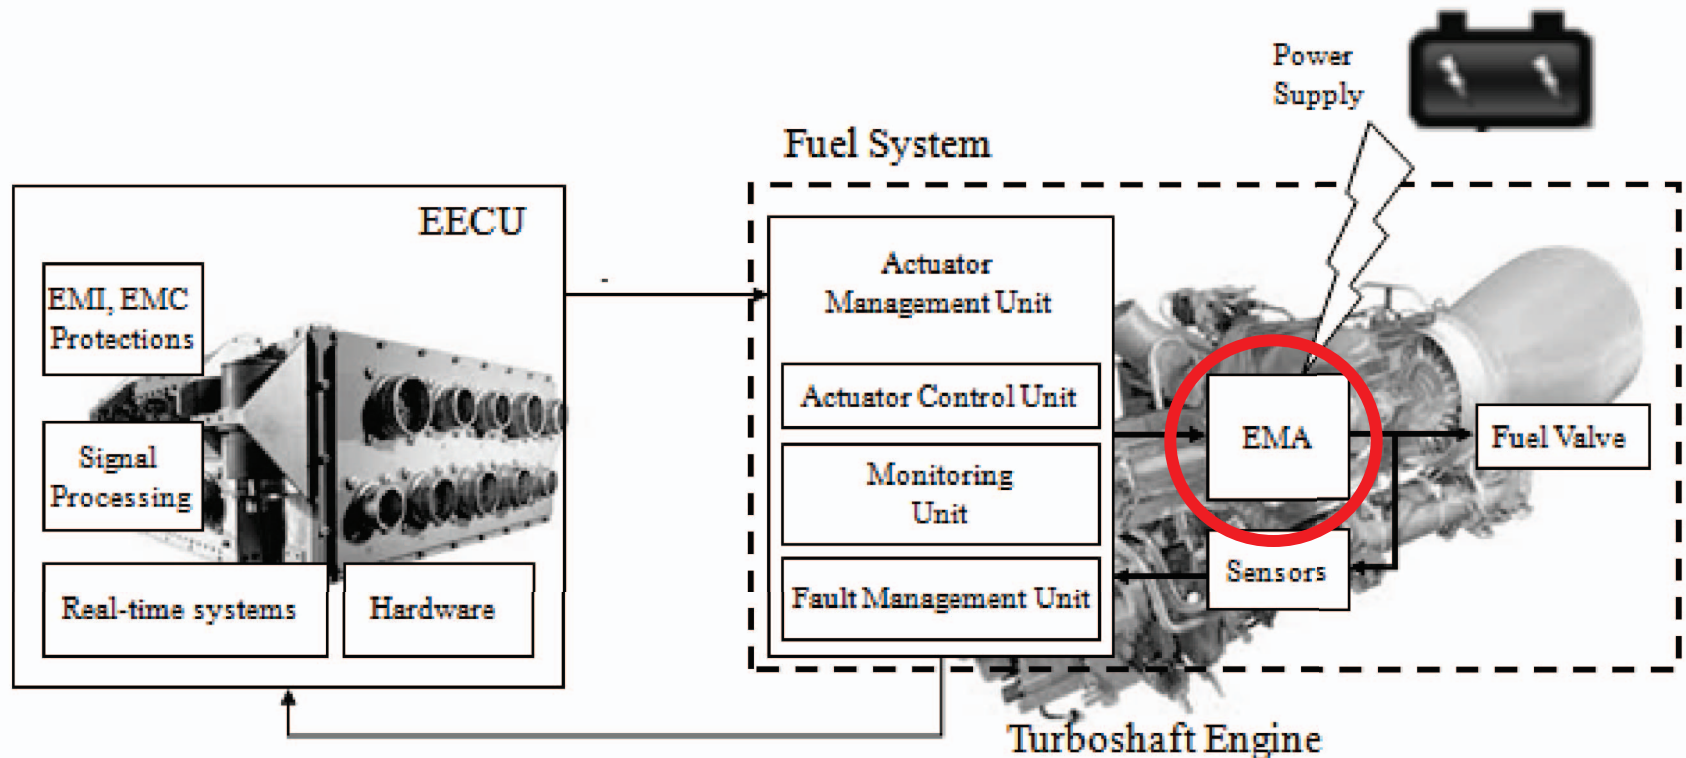 Power
Supply
Fuel System
EECU
EMI, EMC
Protections
Signal
Processing
Real-time systems
Hardware
Actuator
Management Unit
Actuator Control Unit
Monitoring
Unit
Fault Management Unit
EMA
Sensors
Fuel Valve
Turboshaft Engine